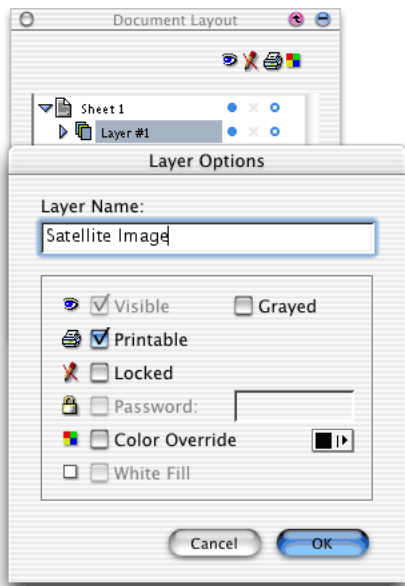 Document Layout
Sheet 1
Layer #1
Layer Options
Layer Name:
Satellite Image
Visible Grayed
Printable
Locked
Password:
Color Override
White Fill
Cancel OK